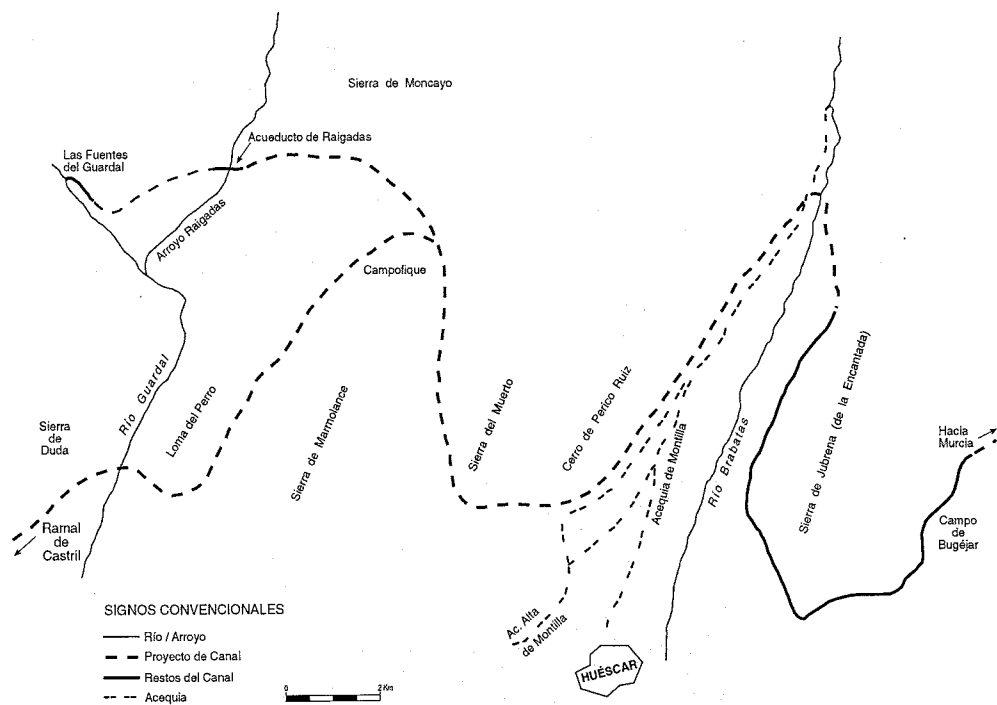 Sierra de Moncayo
Acueducto de Raigadas
Las Fuentes
del Guardal
Arroyo Raigadas
Campofique
Río Guardal
Loma del Perro
Sierra de Marmolance
Sierra del Muerto
Cerro de Perico Ruiz
Acequia de Montilla
Río Brabatas
Sierra de Jubrena (de la Encantada)
Hacia
Murcia
Sierra
de
Duda
Ramal
de
Castril
Campo
de
Bugéjar
SIGNOS CONVENCIONALES
Río / Arroyo
Proyecto de Canal
Restos del Canal
Acequia
0
2 Km
Ac. Alta
de Montilla
HUÉSCAR